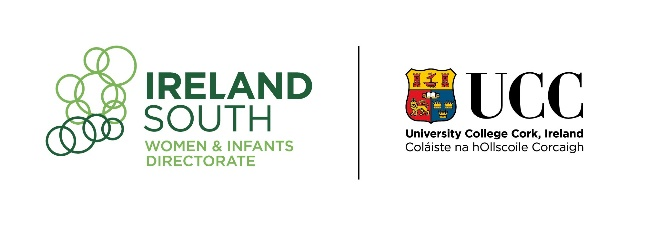 IRELAND
SOUTH
WOMEN & INFANTS
DIRECTORATE
UCC
University College Cork, Ireland
Coláiste na hOllscoile Corcaigh